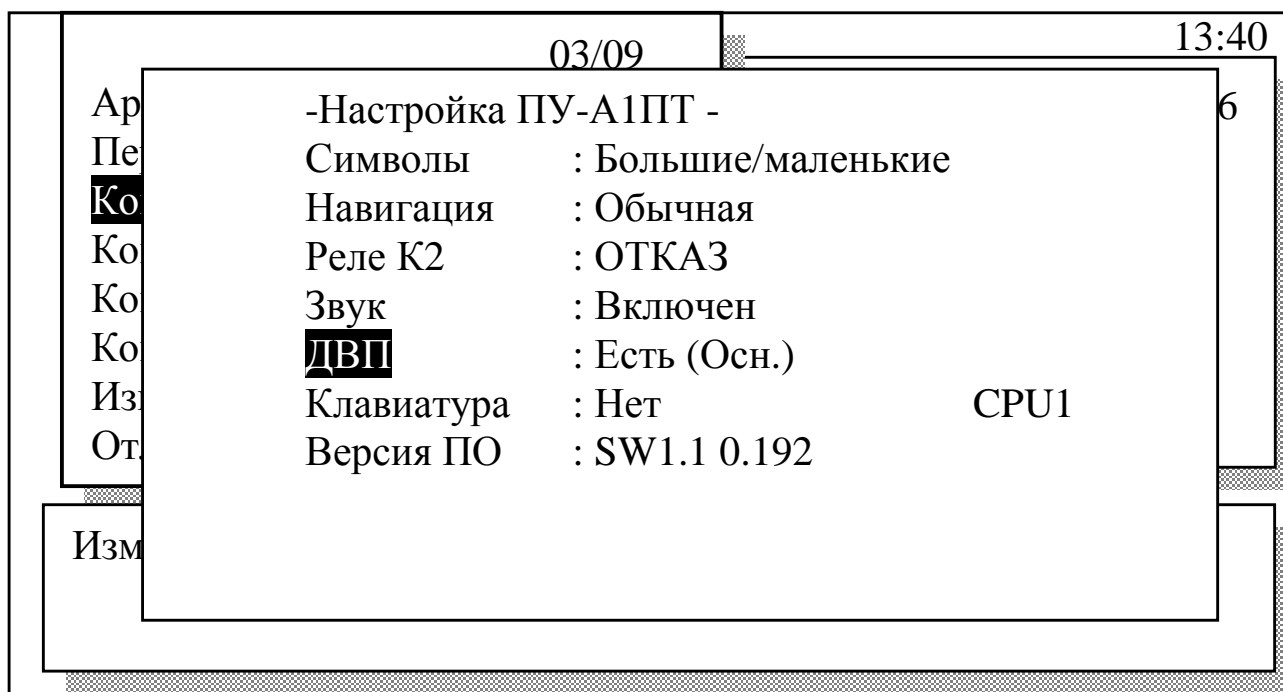 13:40
03/09
-Настройка ПУ-А1ПТ -
Символы : Большие/маленькие
Навигация : Обычная
Реле К2 : ОТКАЗ
Звук : Включен
ДВП : Есть (Осн.)
Клавиатура : Нет CPU1
Версия ПО : SW1.1 0.192